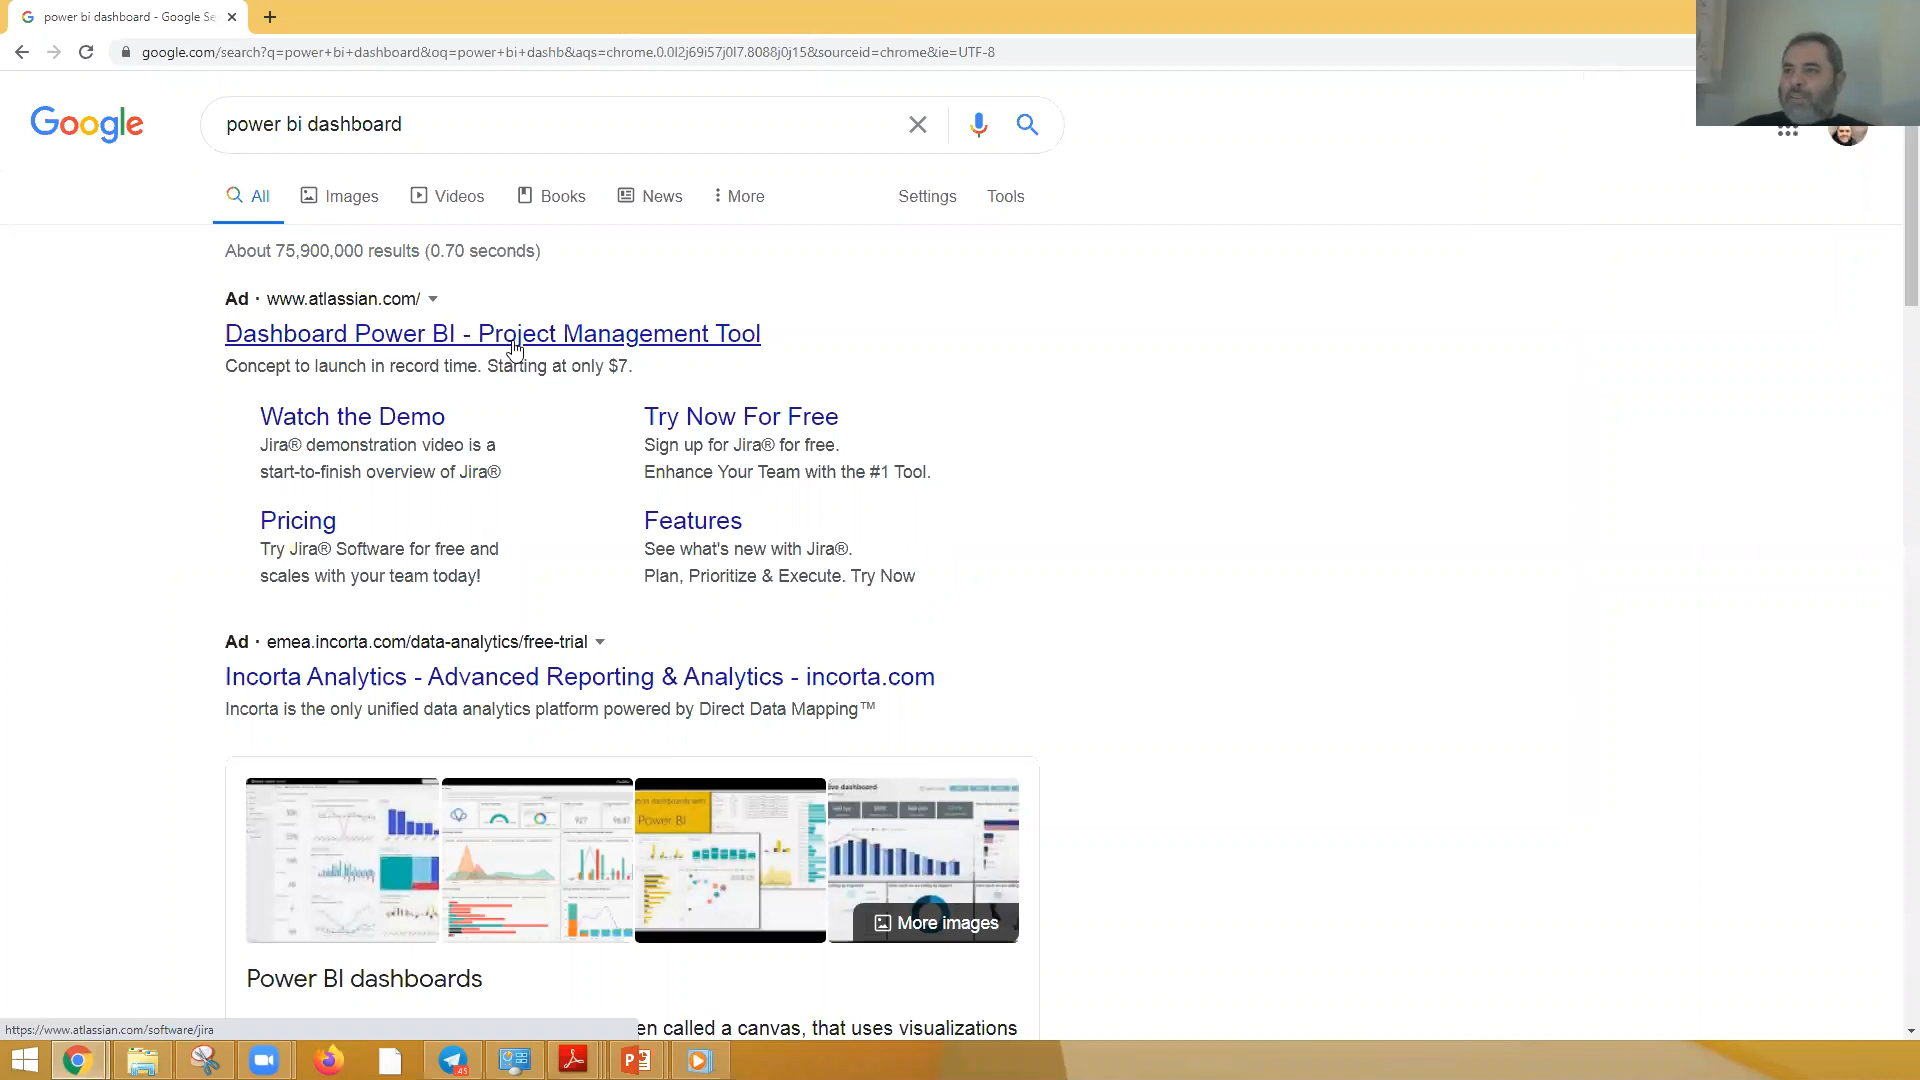 power bi dashboard - Google Se
google.com/search?q=power+bi+dashboard&oq=power+bi+dashb&aqs=chrome.0.0l2j69i57j0l7.8088j0j15&sourceid=chrome&ie=UTF-8
Google
power bi dashboard
All Images Videos Books News More Settings Tools
About 75,900,000 results (0.70 seconds)
Ad · www.atlassian.com/
Dashboard Power BI - Project Management Tool
Concept to launch in record time. Starting at only $7.
Watch the Demo
Jira® demonstration video is a
start-to-finish overview of Jira®
Try Now For Free
Sign up for Jira® for free.
Enhance Your Team with the #1 Tool.
Pricing
Try Jira® Software for free and
scales with your team today!
Features
See what's new with Jira®.
Plan, Prioritize & Execute. Try Now
Ad · emea.incorta.com/data-analytics/free-trial
Incorta Analytics - Advanced Reporting & Analytics - incorta.com
Incorta is the only unified data analytics platform powered by Direct Data Mapping™
Power BI
927
More images
Power BI dashboards
en called a canvas, that uses visualizations
https://www.atlassian.com/software/jira
45